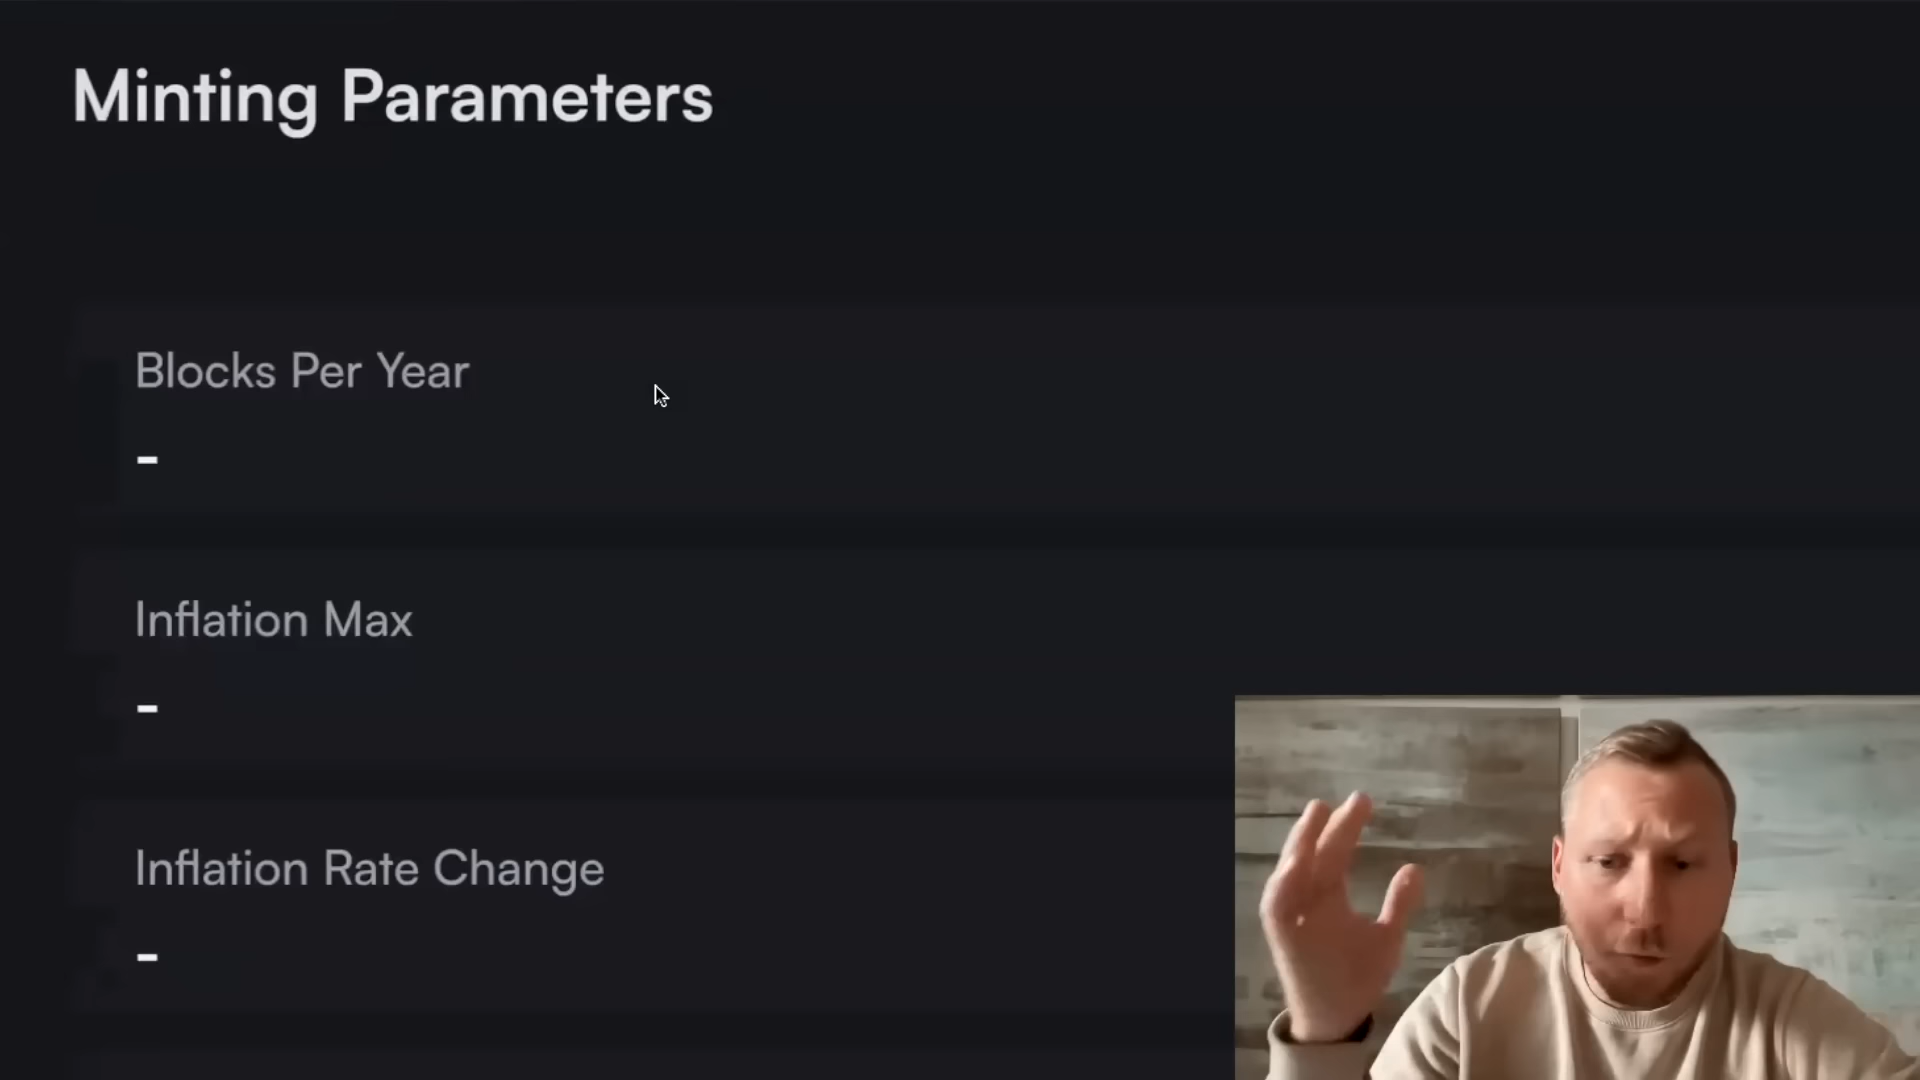 Minting Parameters
Blocks Per Year
-
Inflation Max
-
Inflation Rate Change
-